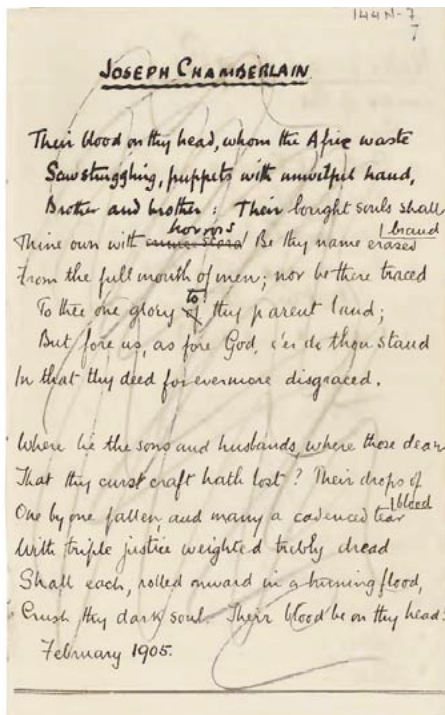 144N-7
7
JOSEPH CHAMBERLAIN
Their blood on thy head, whom the Afric waste
Saw struggling, puppets with unwilful hand,
Brother and brother: Their bought souls shall brand
Thine own with horrors! Be thy name erased
From the full mouth of men; nor be there traced
To thee one glory to thy parent land;
But fore us, as fore God, e'er do thou stand
In that thy deed forevermore disgraced.
Where lie the sons and husbands, where those dear
That thy curst craft hath lost? Their drops of blood
One by one fallen, and many a cadenced tear
With triple justice weighted trebly dread
Shall each, rolled onward in a burning flood,
Crush thy dark soul. Their blood be on thy head!
February 1905.